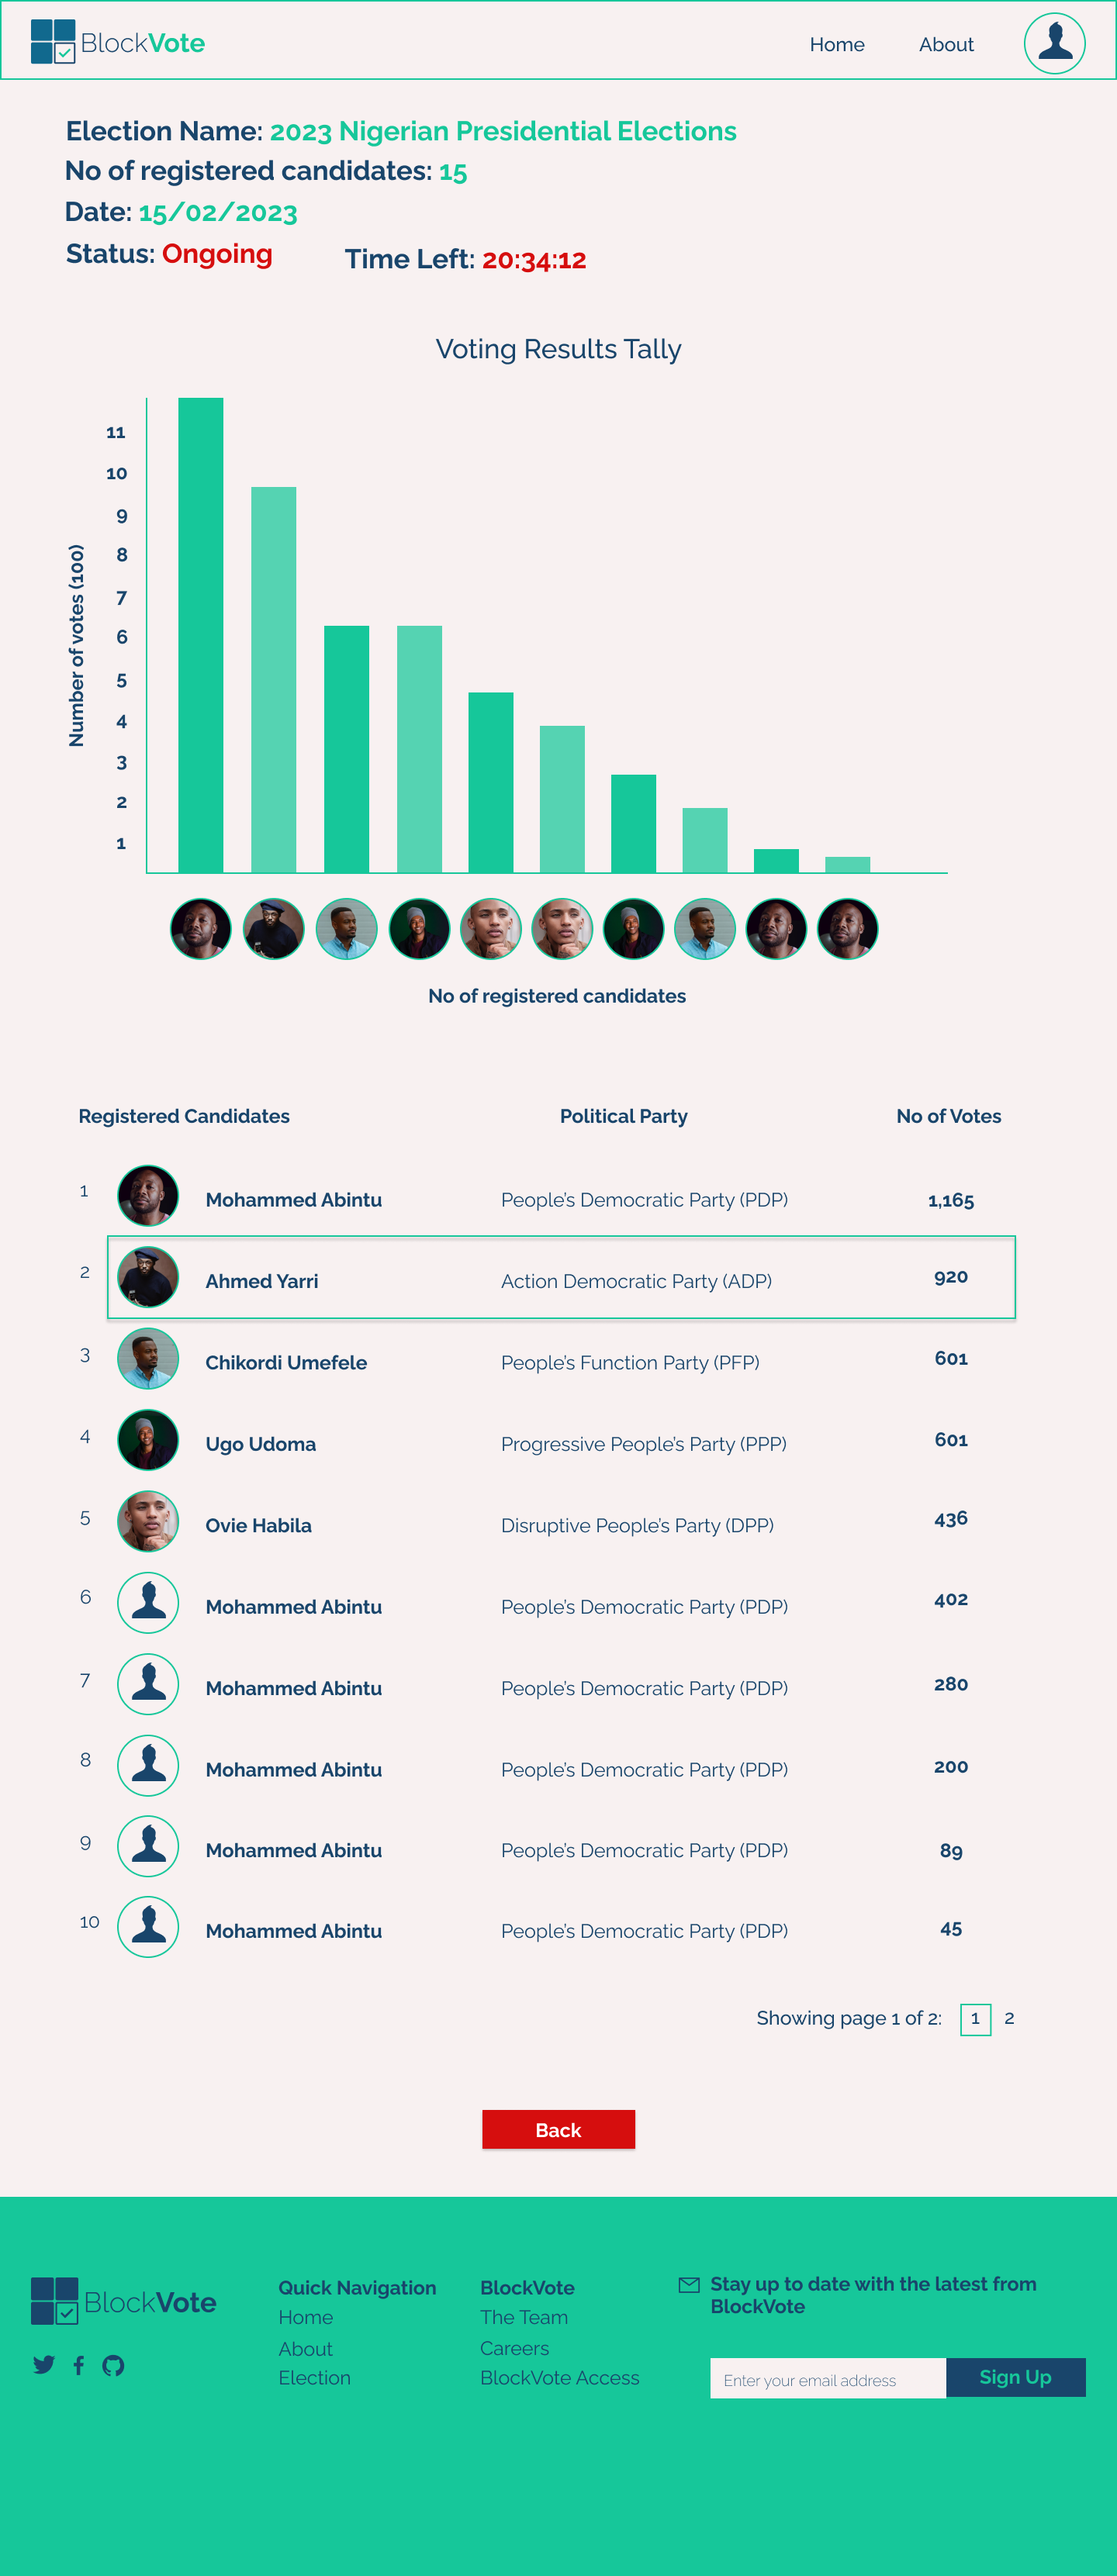 BlockVote
Home
About
Election Name: 2023 Nigerian Presidential Elections
No of registered candidates: 15
Date: 15/02/2023
Status: Ongoing
Time Left: 20:34:12
Voting Results Tally
Number of votes (100)
11
10
9
8
7
6
5
4
3
2
1
No of registered candidates
Registered Candidates Political Party No of Votes
1 Mohammed Abintu People's Democratic Party (PDP) 1,165
2 Ahmed Yarri Action Democratic Party (ADP) 920
3 Chikordi Umefele People's Function Party (PFP) 601
4 Ugo Udoma Progressive People's Party (PPP) 601
5 Ovie Habila Disruptive People's Party (DPP) 436
6 Mohammed Abintu People's Democratic Party (PDP) 402
7 Mohammed Abintu People's Democratic Party (PDP) 280
8 Mohammed Abintu People's Democratic Party (PDP) 200
9 Mohammed Abintu People's Democratic Party (PDP) 89
10 Mohammed Abintu People's Democratic Party (PDP) 45
Showing page 1 of 2: 1 2
Back
BlockVote
Quick Navigation
Home
About
Election
BlockVote
The Team
Careers
BlockVote Access
Stay up to date with the latest from
BlockVote
Enter your email address
Sign Up